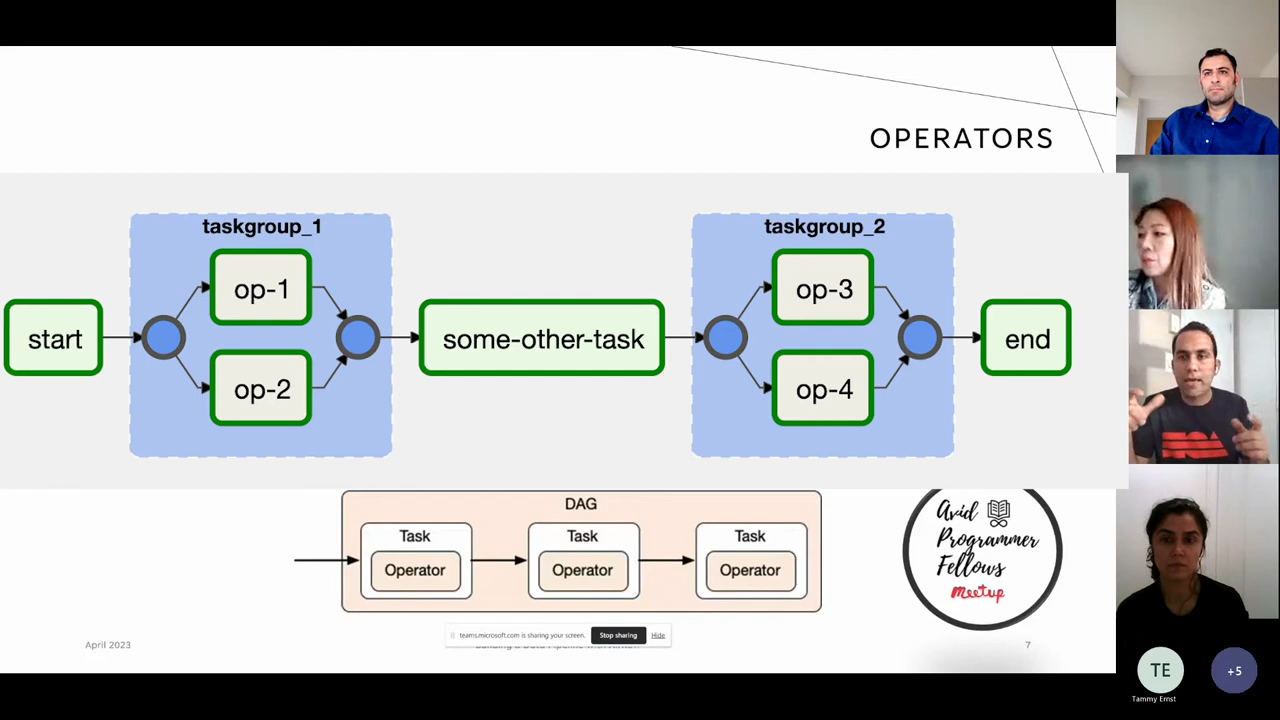 OPERATORS
taskgroup_1
taskgroup_2
op-1
op-3
start
some-other-task
end
op-2
op-4
DAG
Task
Task
Task
Operator
Operator
Operator
Avid
Programmer
Fellows
meetup
teams.microsoft.com is sharing your screen.
Stop sharing
Hide
April 2023
7
TE
+5
Tammy Ernst